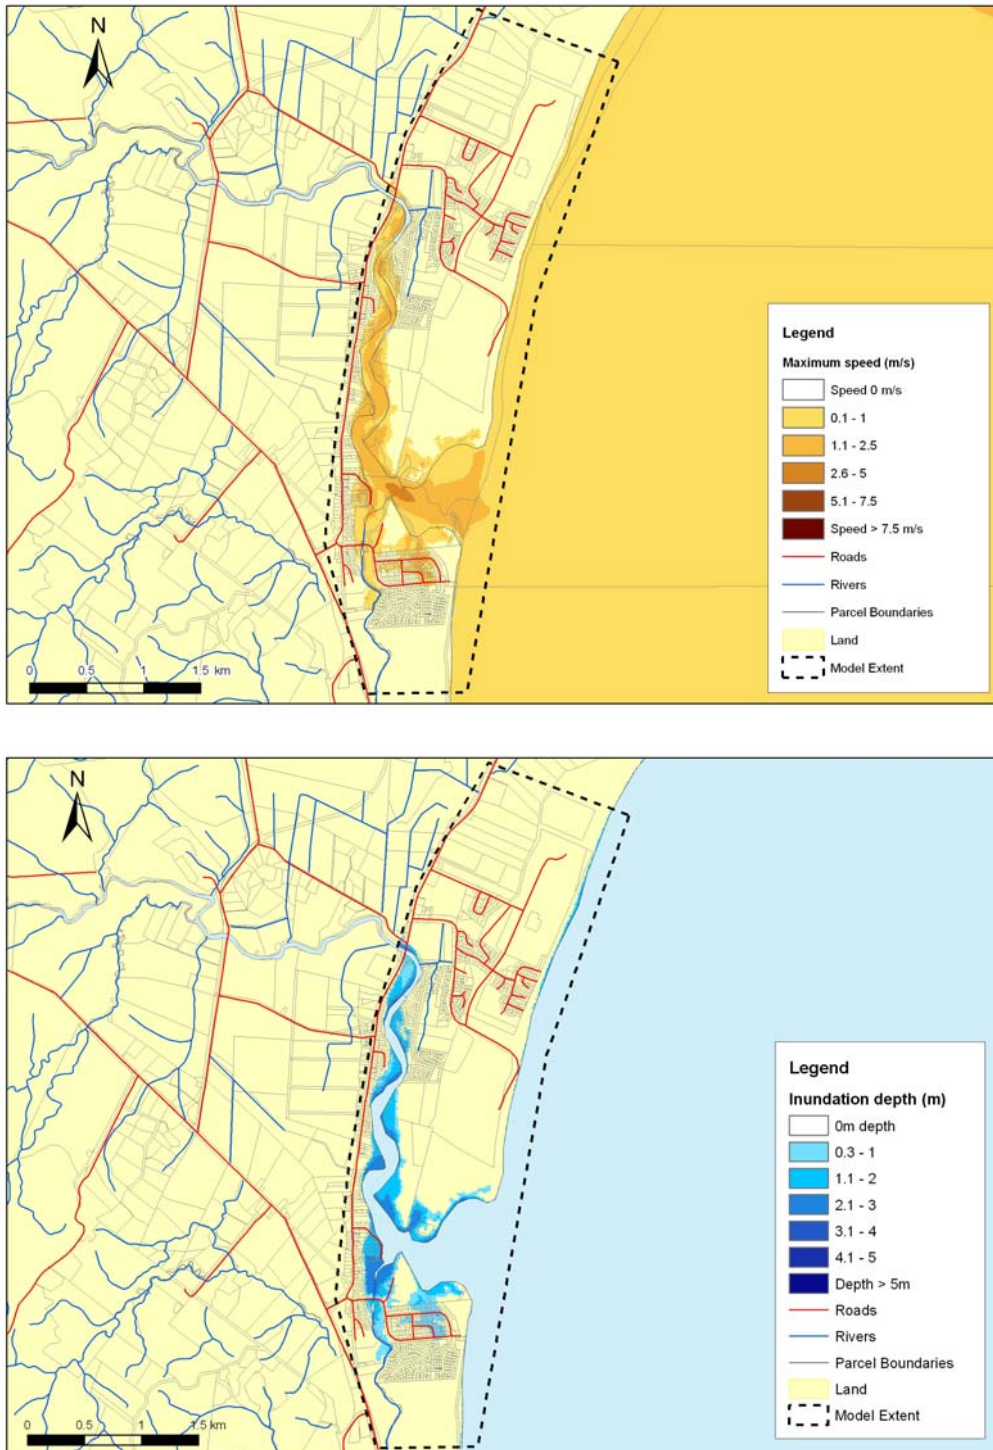 N
Legend
Maximum speed (m/s)
Speed 0 m/s
0.1 - 1
1.1 - 2.5
2.6 - 5
5.1 - 7.5
Speed > 7.5 m/s
Roads
Rivers
Parcel Boundaries
Land
Model Extent
0 0.5 1 1.5 km
N
Legend
Inundation depth (m)
0m depth
0.3 - 1
1.1 - 2
2.1 - 3
3.1 - 4
4.1 - 5
Depth > 5m
Roads
Rivers
Parcel Boundaries
Land
Model Extent
0 0.5 1 1.5 km